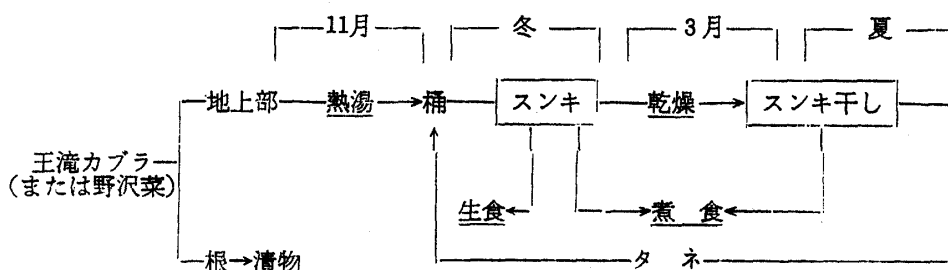 11月 冬 3月 夏
地上部 熱湯→桶 スンキ 乾燥→スンキ干し
王滝カブラ
(または野沢菜)
生食 煮 食
根→漬物 タ ネ